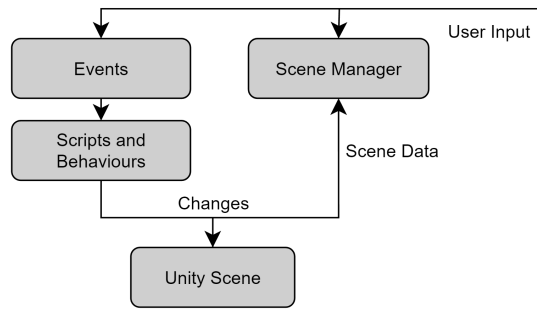 User Input
Events
Scene Manager
Scripts and
Behaviours
Scene Data
Changes
Unity Scene